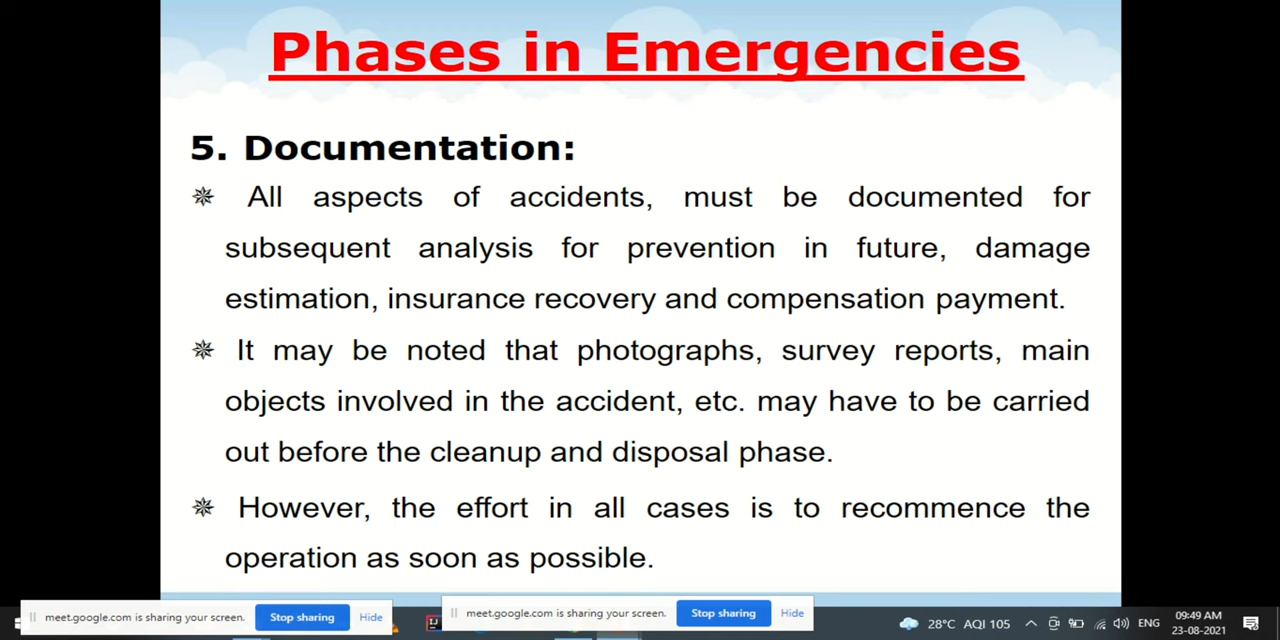 Phases in Emergencies
5. Documentation:
All aspects of accidents, must be documented for
subsequent analysis for prevention in future, damage
estimation, insurance recovery and compensation payment.
It may be noted that photographs, survey reports, main
objects involved in the accident, etc. may have to be carried
out before the cleanup and disposal phase.
However, the effort in all cases is to recommence the
operation as soon as possible.
meet.google.com is sharing your screen. Stop sharing Hide
meet.google.com is sharing your screen. Stop sharing Hide
IJ
28°C AQI 105 ENG 09:49 AM
23-08-2021